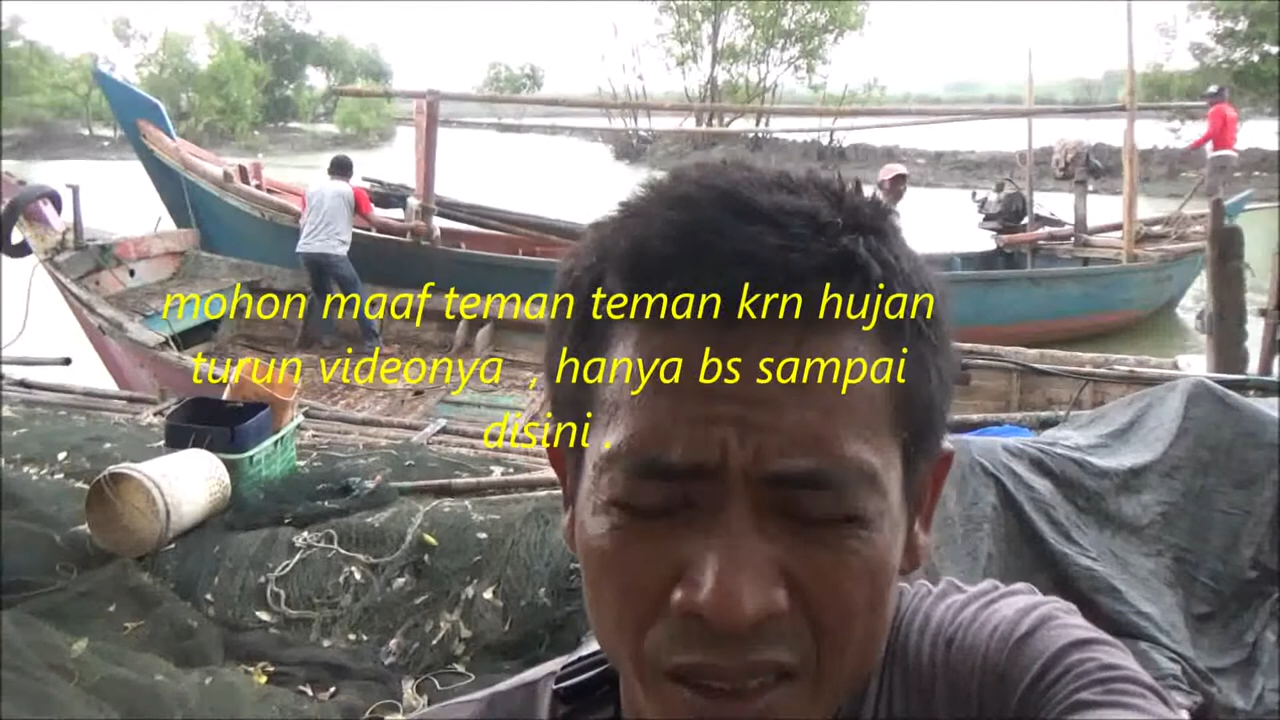 mohon maaf teman teman krn hujan
turun videonya , hanya bs sampai
disini .